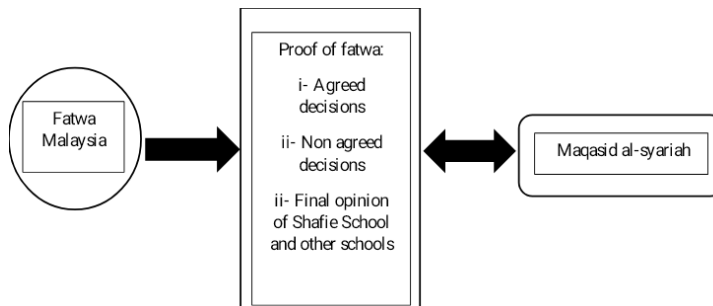 Fatwa
Malaysia
Proof of fatwa:
i- Agreed
decisions
ii- Non agreed
decisions
ii- Final opinion
of Shafie School
and other schools
Maqasid al-syariah